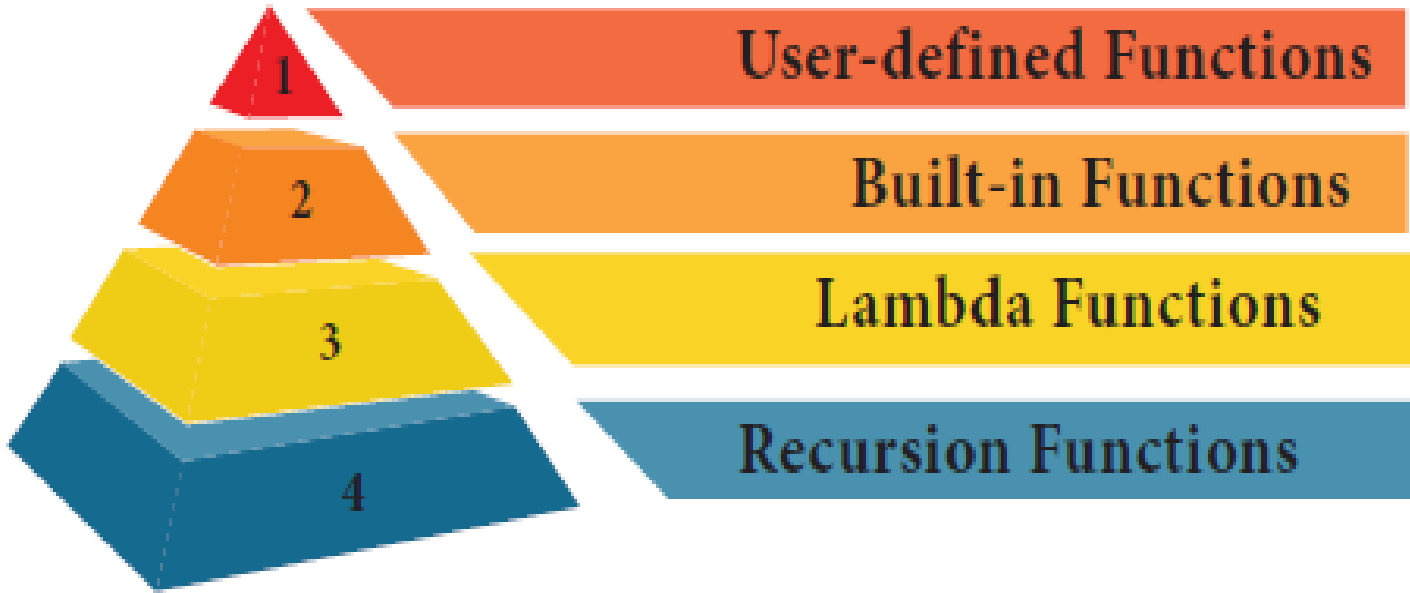 1
User-defined Functions
2
Built-in Functions
3
Lambda Functions
4
Recursion Functions